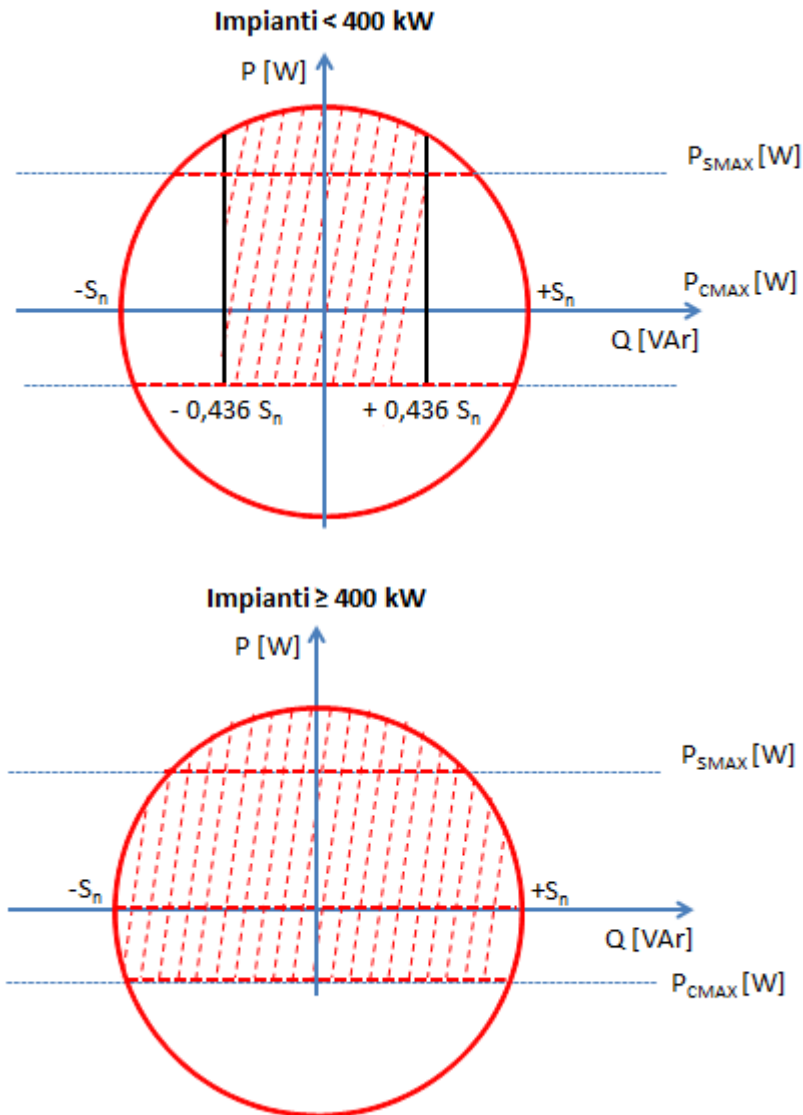 Impianti < 400 kW
P [W]
P_SMAX [W]
-S_n
+S_n
P_CMAX [W]
Q [VAr]
- 0,436 S_n
+ 0,436 S_n
Impianti ≥ 400 kW
P [W]
P_SMAX [W]
-S_n
+S_n
Q [VAr]
P_CMAX [W]